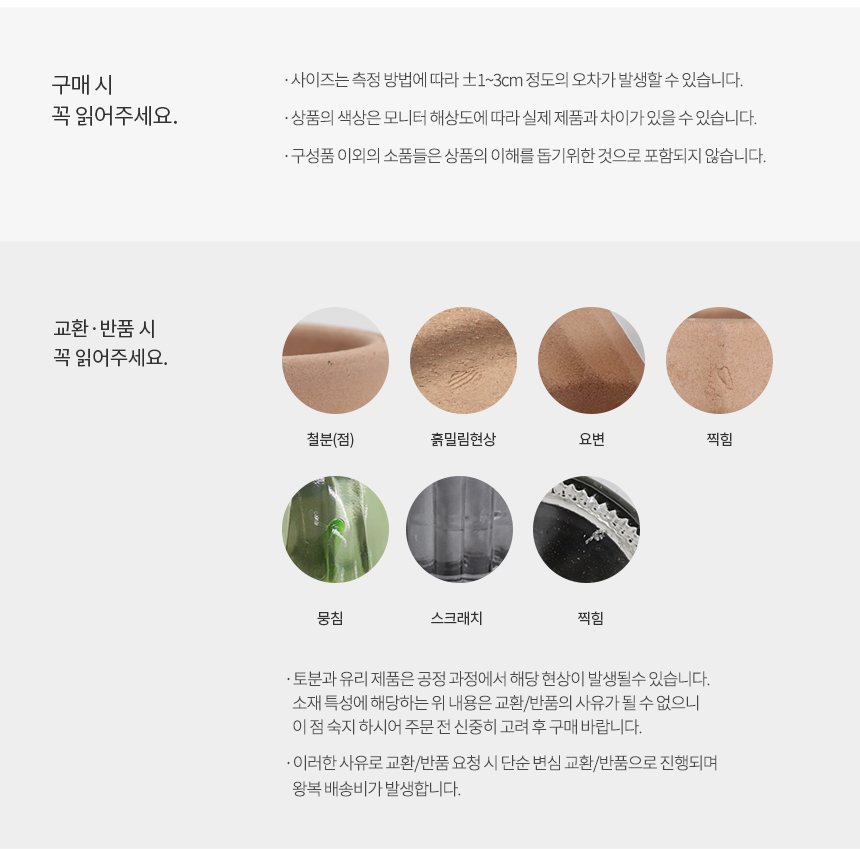 구매 시
꼭 읽어주세요.
· 사이즈는 측정 방법에 따라 ±1~3cm 정도의 오차가 발생할 수 있습니다.
· 상품의 색상은 모니터 해상도에 따라 실제 제품과 차이가 있을 수 있습니다.
· 구성품 이외의 소품들은 상품의 이해를 돕기위한 것으로 포함되지 않습니다.
교환·반품 시
꼭 읽어주세요.
철분(점)
흙밀림현상
요변
찍힘
뭉침
스크래치
찍힘
· 토분과 유리 제품은 공정 과정에서 해당 현상이 발생될수 있습니다.
소재 특성에 해당하는 위 내용은 교환/반품의 사유가 될 수 없으니
이 점 숙지 하시어 주문 전 신중히 고려 후 구매 바랍니다.
· 이러한 사유로 교환/반품 요청 시 단순 변심 교환/반품으로 진행되며
왕복 배송비가 발생합니다.